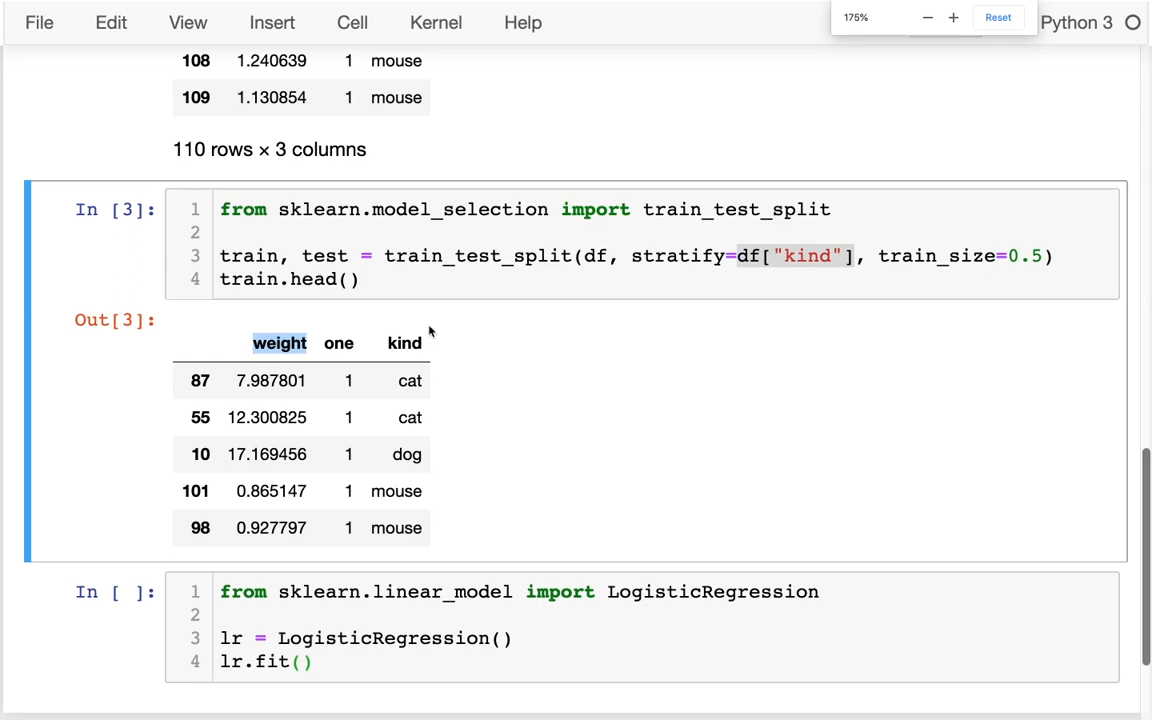 File Edit View Insert Cell Kernel Help 175% − + Reset Python 3
108 1.240639 1 mouse
109 1.130854 1 mouse
110 rows × 3 columns
In [3]:
1 from sklearn.model_selection import train_test_split
2
3 train, test = train_test_split(df, stratify=df["kind"], train_size=0.5)
4 train.head()
Out[3]:
weight one kind
87 7.987801 1 cat
55 12.300825 1 cat
10 17.169456 1 dog
101 0.865147 1 mouse
98 0.927797 1 mouse
In [ ]:
1 from sklearn.linear_model import LogisticRegression
2
3 lr = LogisticRegression()
4 lr.fit()